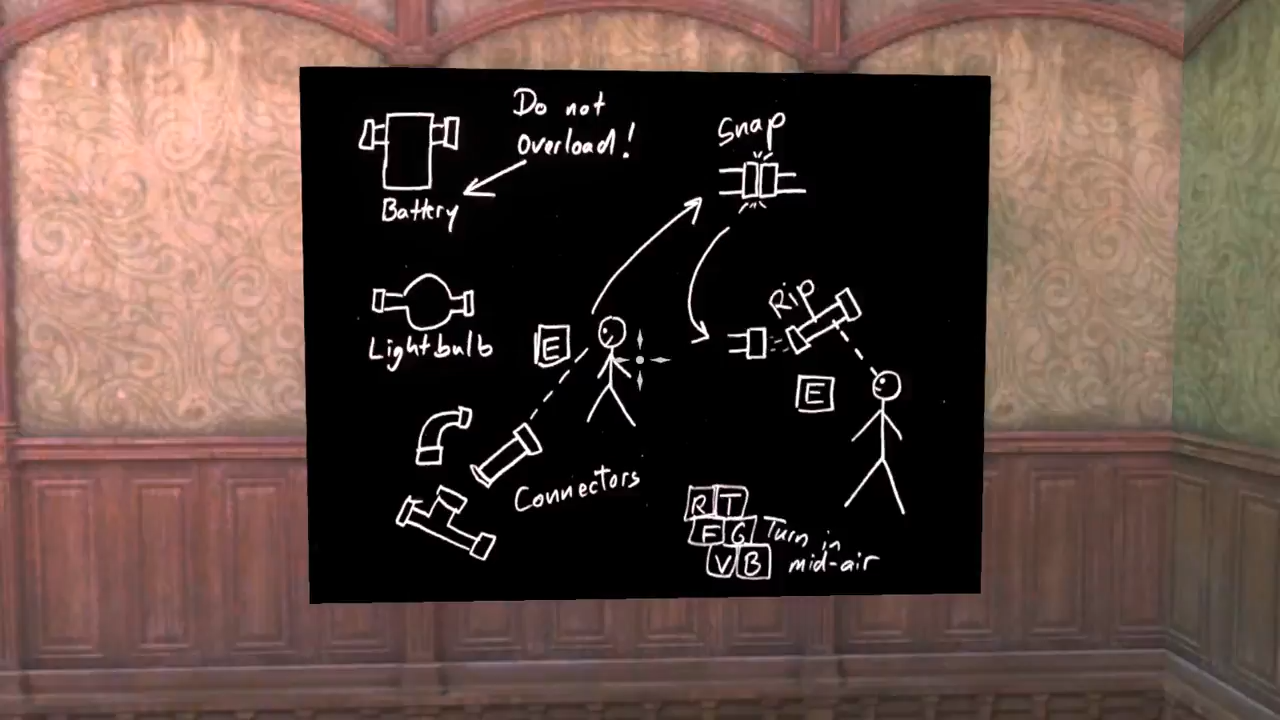 Do not
Overload!
Battery
Snap
Lightbulb
E
Rip
E
Connectors
R T
F G
V B
Turn in
mid-air